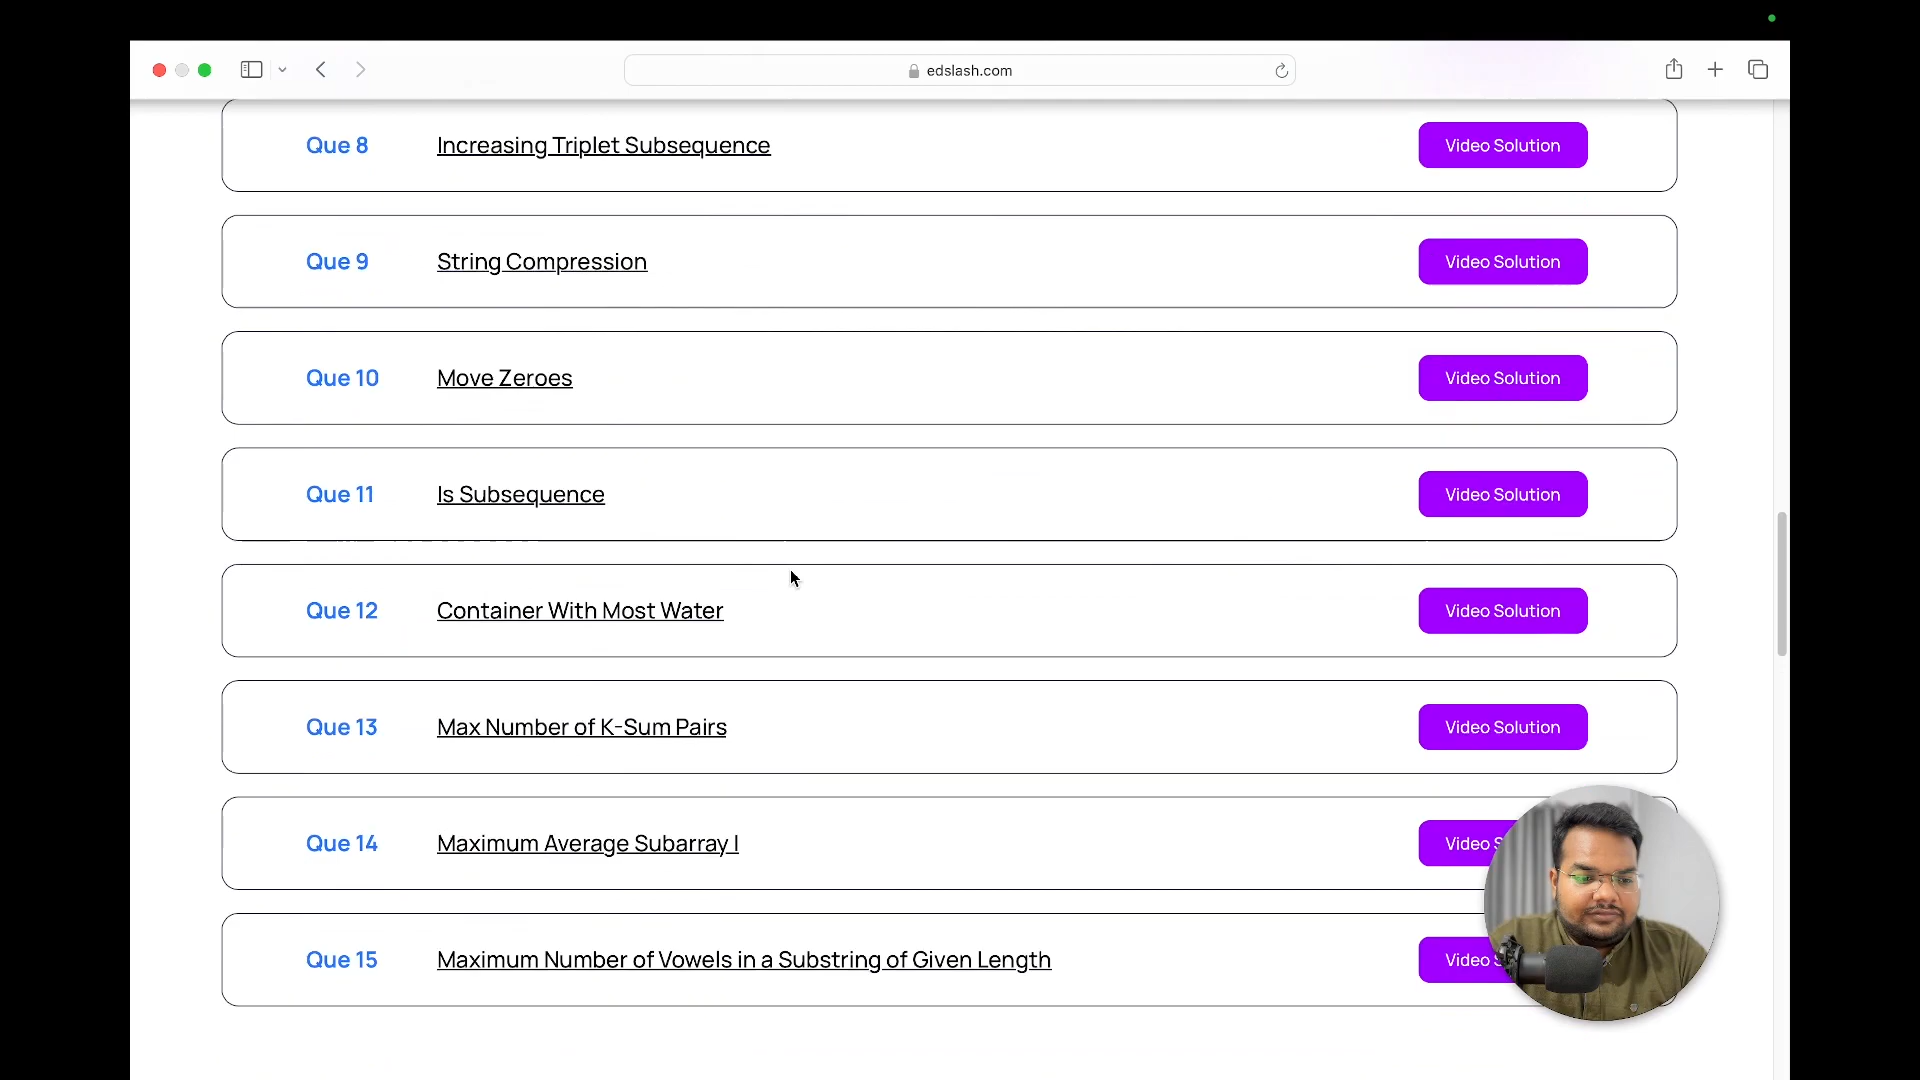 edslash.com
Que 8 Increasing Triplet Subsequence Video Solution
Que 9 String Compression Video Solution
Que 10 Move Zeroes Video Solution
Que 11 Is Subsequence Video Solution
Que 12 Container With Most Water Video Solution
Que 13 Max Number of K-Sum Pairs Video Solution
Que 14 Maximum Average Subarray I Video
Que 15 Maximum Number of Vowels in a Substring of Given Length Video